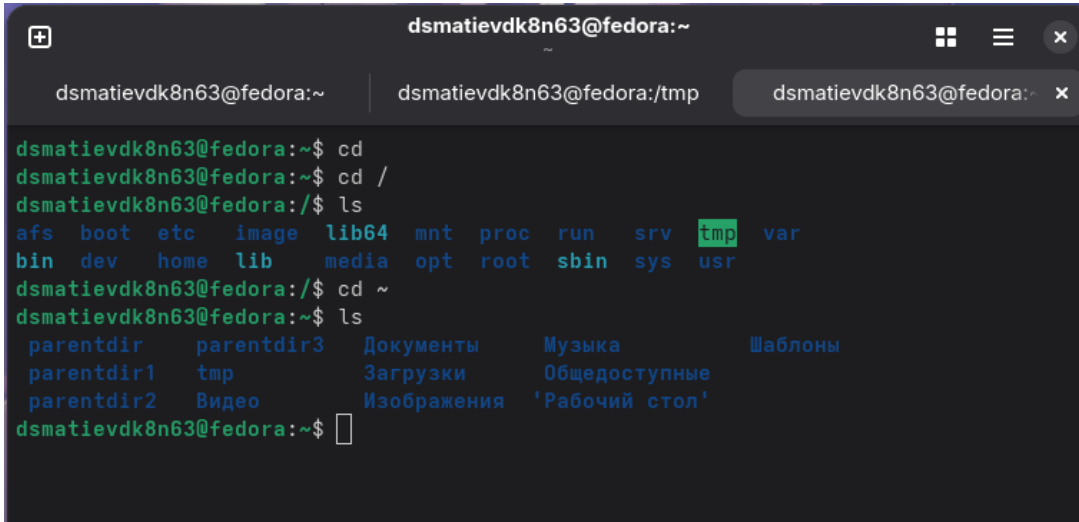 dsmatievdk8n63@fedora:~
~
dsmatievdk8n63@fedora:~ dsmatievdk8n63@fedora:/tmp dsmatievdk8n63@fedora:~
dsmatievdk8n63@fedora:~$ cd
dsmatievdk8n63@fedora:~$ cd /
dsmatievdk8n63@fedora:/$ ls
afs boot etc image lib64 mnt proc run srv tmp var
bin dev home lib media opt root sbin sys usr
dsmatievdk8n63@fedora:/$ cd ~
dsmatievdk8n63@fedora:~$ ls
parentdir parentdir3 Документы Музыка Шаблоны
parentdir1 tmp Загрузки Общедоступные
parentdir2 Видео Изображения 'Рабочий стол'
dsmatievdk8n63@fedora:~$